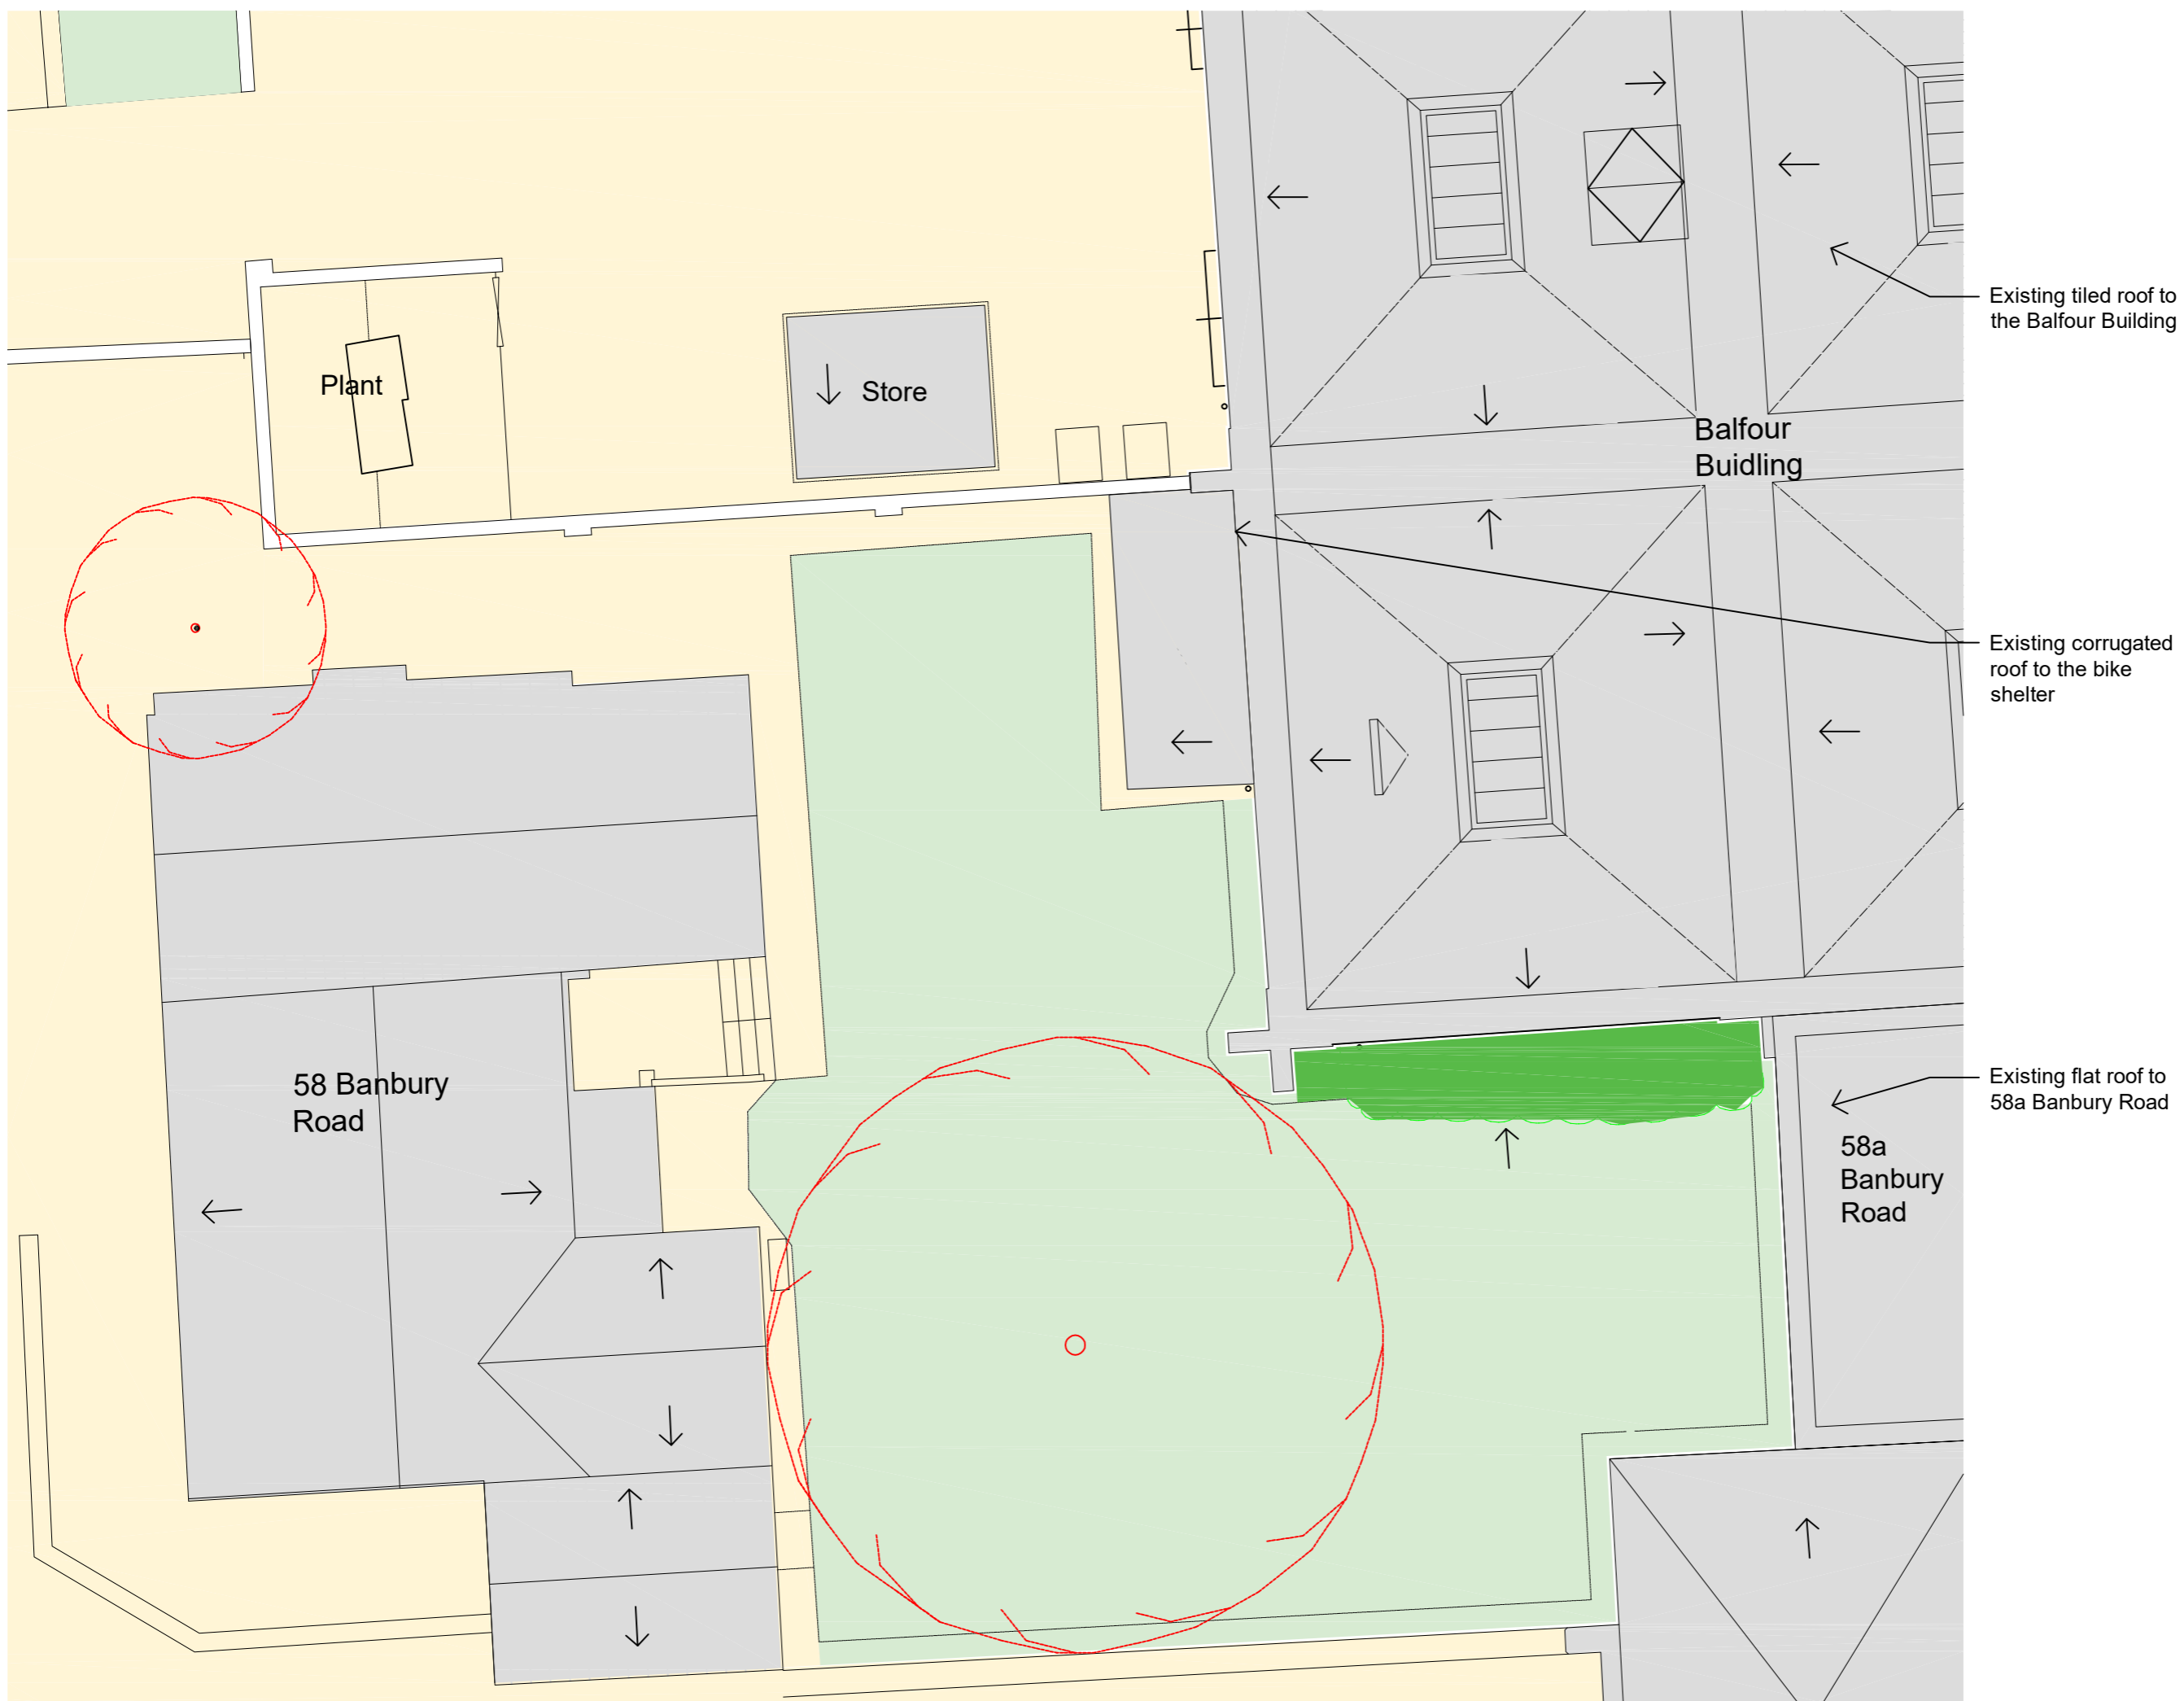 Existing tiled roof to
the Balfour Building
Plant
Store
Balfour
Buidling
Existing corrugated
roof to the bike
shelter
58 Banbury
Road
Existing flat roof to
58a Banbury Road
58a
Banbury
Road